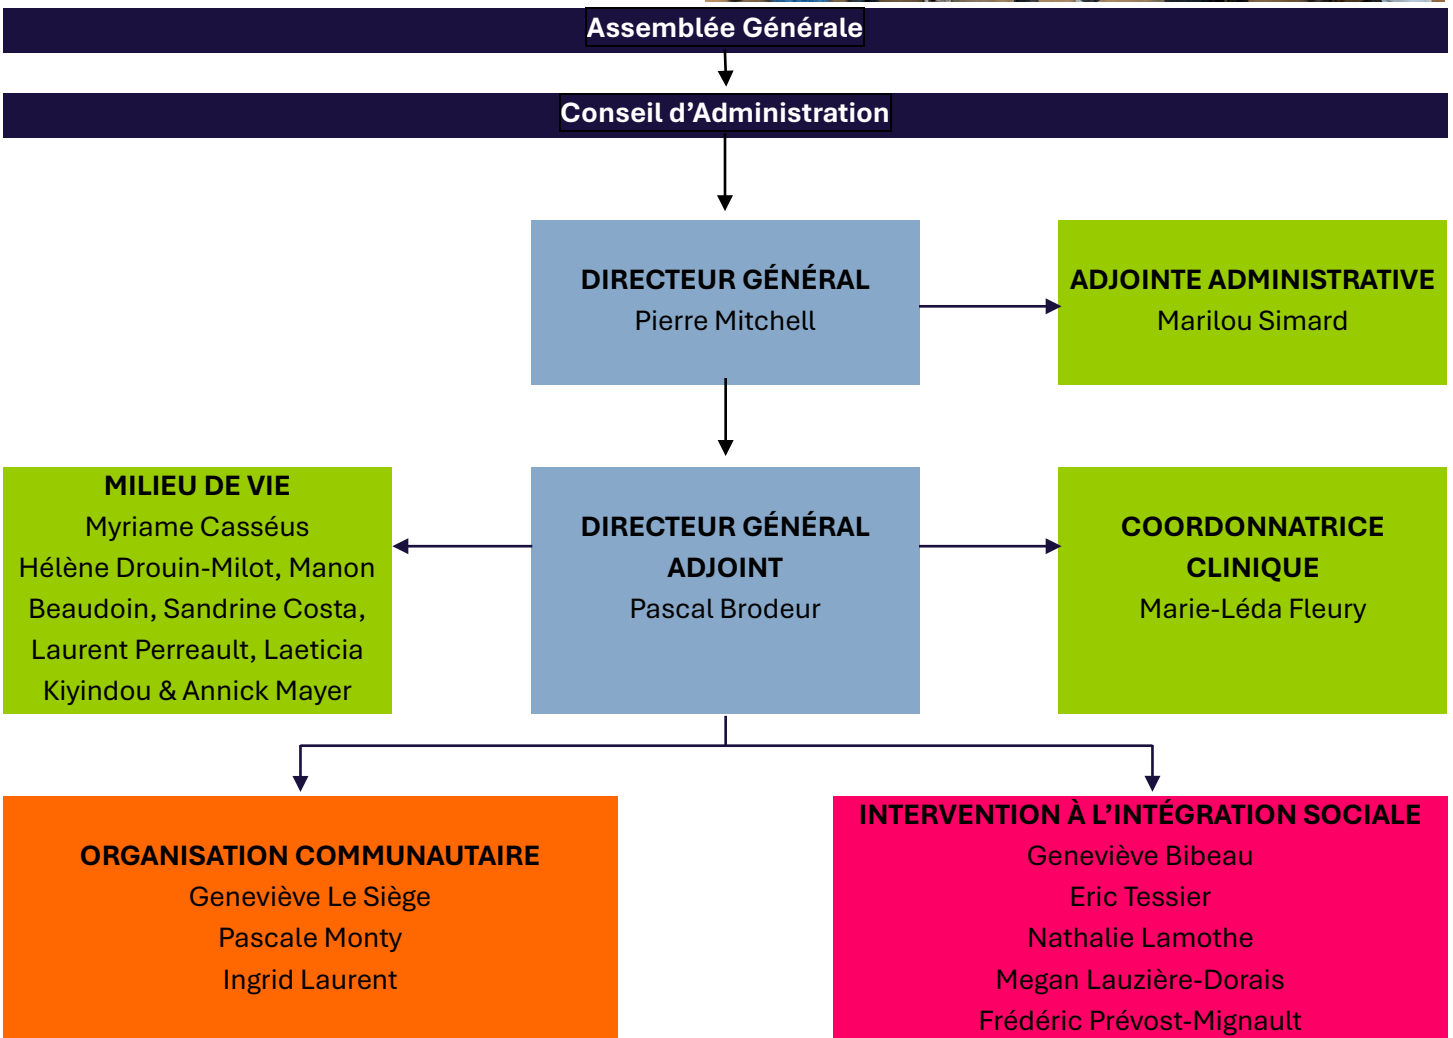 Assemblée Générale
Conseil d’Administration
DIRECTEUR GÉNÉRAL
Pierre Mitchell
ADJOINTE ADMINISTRATIVE
Marilou Simard
MILIEU DE VIE
Myriame Casséus
Hélène Drouin-Milot, Manon
Beaudoin, Sandrine Costa,
Laurent Perreault, Laeticia
Kiyindou & Annick Mayer
DIRECTEUR GÉNÉRAL
ADJOINT
Pascal Brodeur
COORDONNATRICE
CLINIQUE
Marie-Léda Fleury
ORGANISATION COMMUNAUTAIRE
Geneviève Le Siège
Pascale Monty
Ingrid Laurent
INTERVENTION À L’INTÉGRATION SOCIALE
Geneviève Bibeau
Eric Tessier
Nathalie Lamothe
Megan Lauzière-Dorais
Frédéric Prévost-Mignault